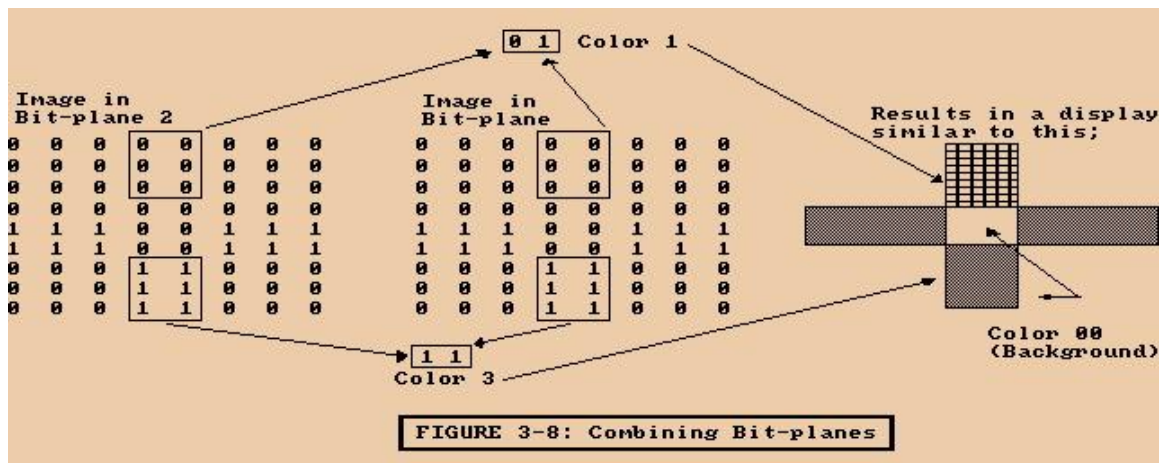 0 1 Color 1
Image in
Bit-plane 2
0 0 0 0 0 0 0 0
0 0 0 0 0 0 0 0
0 0 0 0 0 0 0 0
0 0 0 0 0 0 0 0
1 1 1 0 0 1 1 1
1 1 1 0 0 1 1 1
0 0 0 1 1 0 0 0
0 0 0 1 1 0 0 0
0 0 0 1 1 0 0 0
Image in
Bit-plane
0 0 0 0 0 0 0 0
0 0 0 0 0 0 0 0
0 0 0 0 0 0 0 0
0 0 0 0 0 0 0 0
1 1 1 0 0 1 1 1
1 1 1 0 0 1 1 1
0 0 0 1 1 0 0 0
0 0 0 1 1 0 0 0
0 0 0 1 1 0 0 0
Results in a display
similar to this;
1 1
Color 3
Color 00
(Background)
FIGURE 3-8: Combining Bit-planes